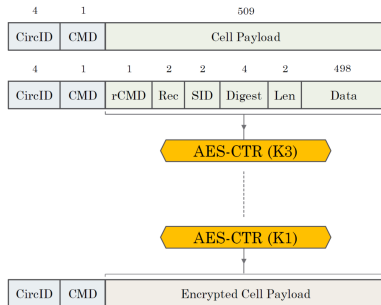 4 1 509
CircID CMD Cell Payload
4 1 1 2 2 4 2 498
CircID CMD rCMD Rec SID Digest Len Data
AES-CTR (K3)
AES-CTR (K1)
CircID CMD Encrypted Cell Payload